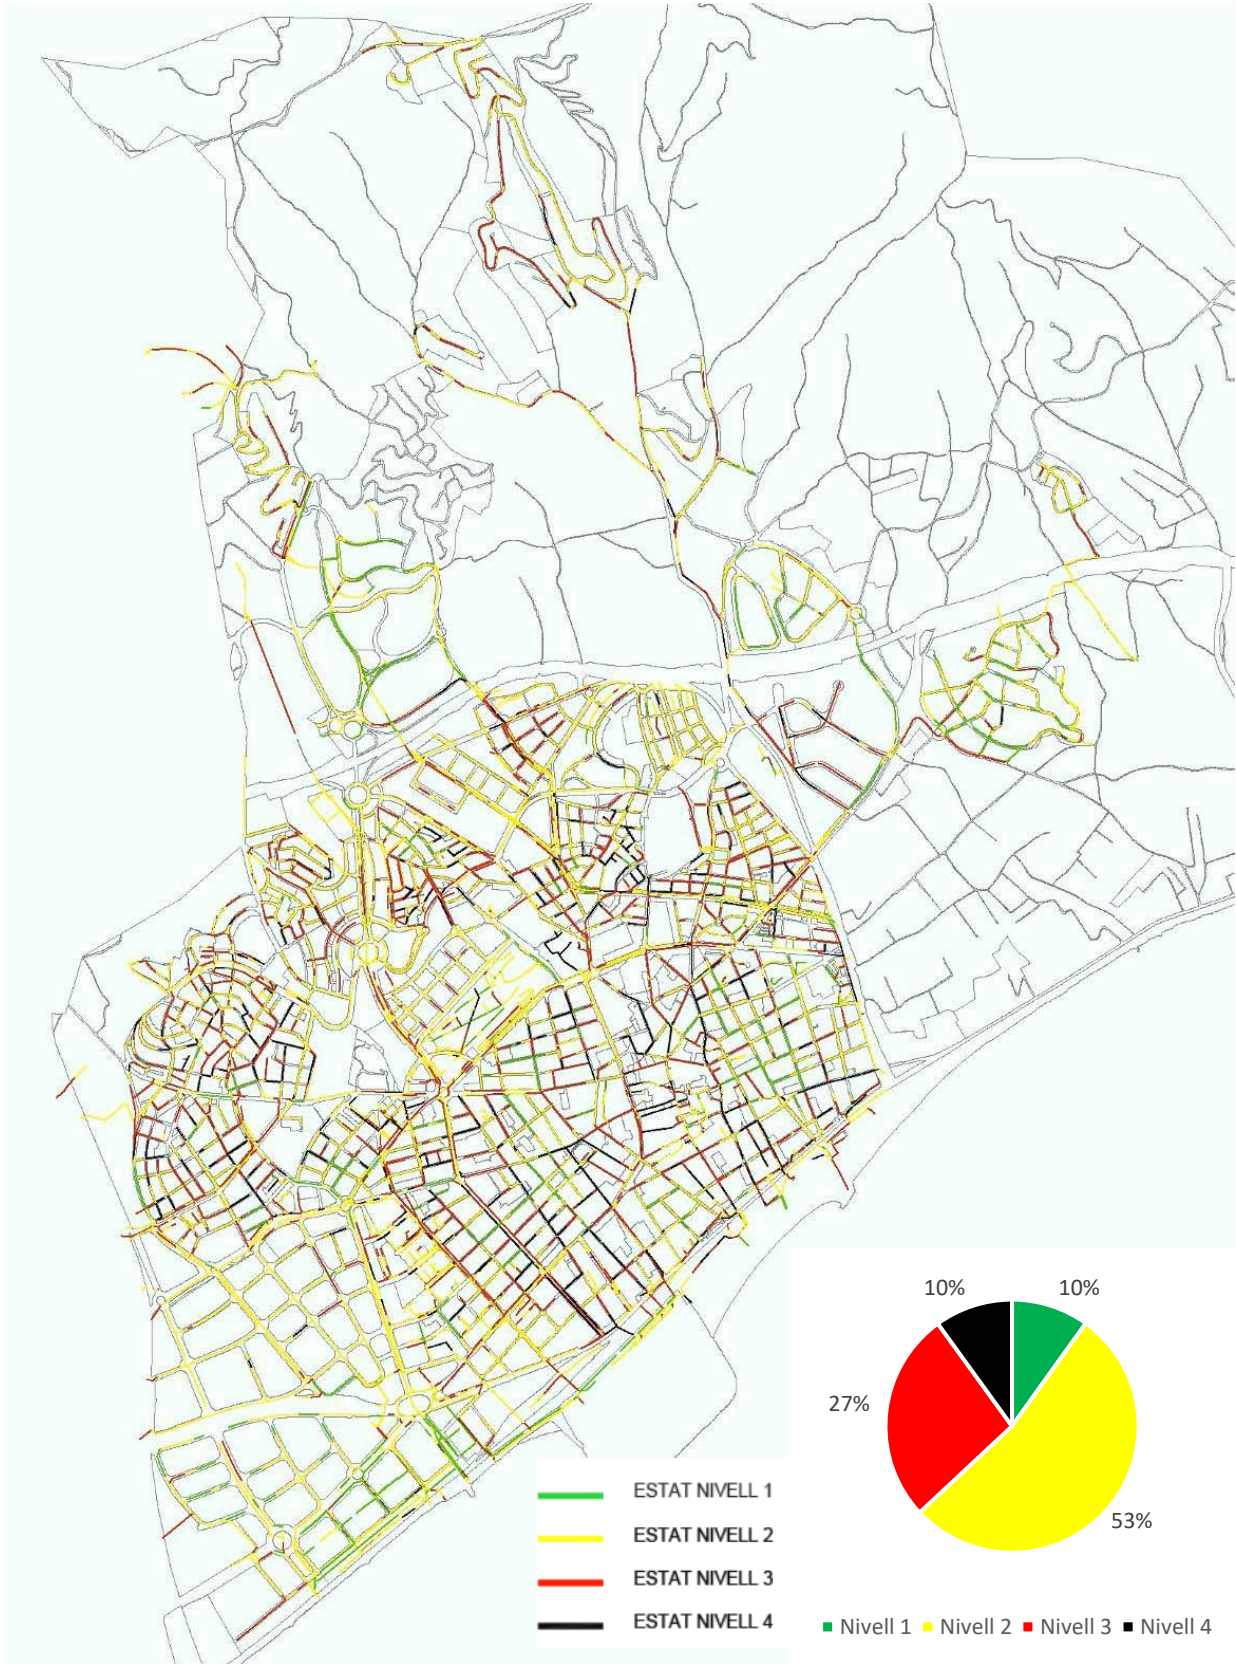 10%
10%
27%
53%
ESTAT NIVELL 1
ESTAT NIVELL 2
ESTAT NIVELL 3
ESTAT NIVELL 4
Nivell 1 Nivell 2 Nivell 3 Nivell 4